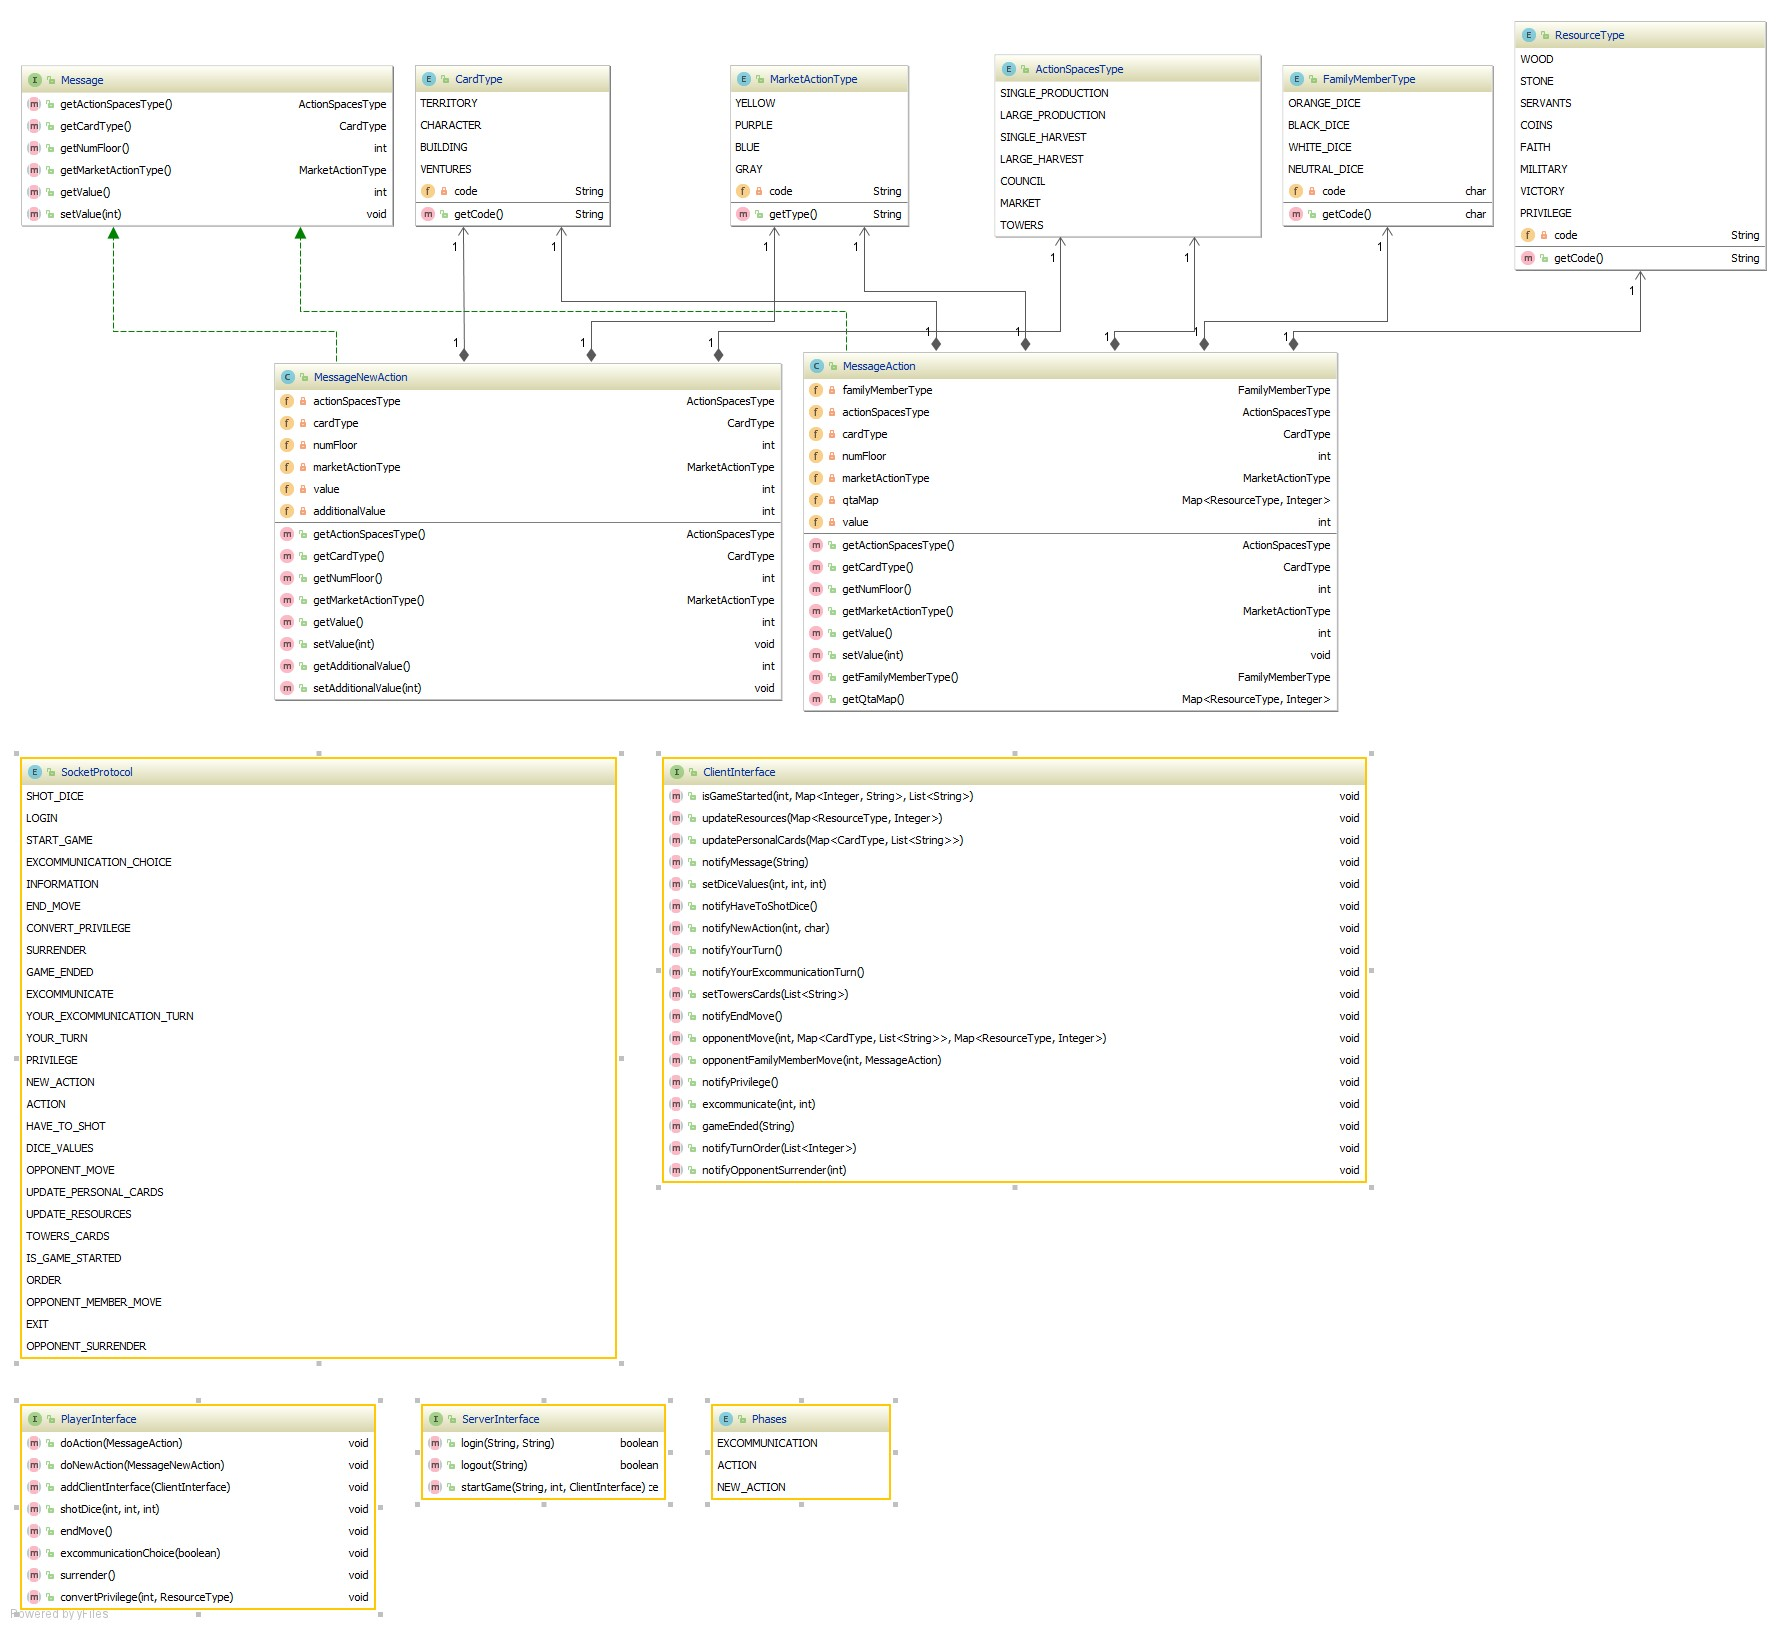 Message
getActionSpacesType() ActionSpacesType
getCardType() CardType
getNumFloor() int
getMarketActionType() MarketActionType
getValue() int
setValue(int) void
CardType
TERRITORY
CHARACTER
BUILDING
VENTURES
code String
getCode() String
MarketActionType
YELLOW
PURPLE
BLUE
GRAY
code String
getType() String
ActionSpacesType
SINGLE_PRODUCTION
LARGE_PRODUCTION
SINGLE_HARVEST
LARGE_HARVEST
COUNCIL
MARKET
TOWERS
FamilyMemberType
ORANGE_DICE
BLACK_DICE
WHITE_DICE
NEUTRAL_DICE
code char
getCode() char
ResourceType
WOOD
STONE
SERVANTS
COINS
FAITH
MILITARY
VICTORY
PRIVILEGE
code String
getCode() String
1 1 1 1 1 1 1 1
1 1 1 1 1 1 1 1
MessageNewAction
actionSpacesType ActionSpacesType
cardType CardType
numFloor int
marketActionType MarketActionType
value int
additionalValue int
getActionSpacesType() ActionSpacesType
getCardType() CardType
getNumFloor() int
getMarketActionType() MarketActionType
getValue() int
setValue(int) void
getAdditionalValue() int
setAdditionalValue(int) void
MessageAction
familyMemberType FamilyMemberType
actionSpacesType ActionSpacesType
cardType CardType
numFloor int
marketActionType MarketActionType
qtaMap Map<ResourceType, Integer>
value int
getActionSpacesType() ActionSpacesType
getCardType() CardType
getNumFloor() int
getMarketActionType() MarketActionType
getValue() int
setValue(int) void
getFamilyMemberType() FamilyMemberType
getQtaMap() Map<ResourceType, Integer>
SocketProtocol
SHOT_DICE
LOGIN
START_GAME
EXCOMMUNICATION_CHOICE
INFORMATION
END_MOVE
CONVERT_PRIVILEGE
SURRENDER
GAME_ENDED
EXCOMMUNICATE
YOUR_EXCOMMUNICATION_TURN
YOUR_TURN
PRIVILEGE
NEW_ACTION
ACTION
HAVE_TO_SHOT
DICE_VALUES
OPPONENT_MOVE
UPDATE_PERSONAL_CARDS
UPDATE_RESOURCES
TOWERS_CARDS
IS_GAME_STARTED
ORDER
OPPONENT_MEMBER_MOVE
EXIT
OPPONENT_SURRENDER
ClientInterface
isGameStarted(int, Map<Integer, String>, List<String>) void
updateResources(Map<ResourceType, Integer>) void
updatePersonalCards(Map<CardType, List<String>>) void
notifyMessage(String) void
setDiceValues(int, int, int) void
notifyHaveToShotDice() void
notifyNewAction(int, char) void
notifyYourTurn() void
notifyYourExcommunicationTurn() void
setTowersCards(List<String>) void
notifyEndMove() void
opponentMove(int, Map<CardType, List<String>>, Map<ResourceType, Integer>) void
opponentFamilyMemberMove(int, MessageAction) void
notifyPrivilege() void
excommunicate(int, int) void
gameEnded(String) void
notifyTurnOrder(List<Integer>) void
notifyOpponentSurrender(int) void
PlayerInterface
doAction(MessageAction) void
doNewAction(MessageNewAction) void
addClientInterface(ClientInterface) void
shotDice(int, int, int) void
endMove() void
excommunicationChoice(boolean) void
surrender() void
convertPrivilege(int, ResourceType) void
ServerInterface
login(String, String) boolean
logout(String) boolean
startGame(String, int, ClientInterface) ce
Phases
EXCOMMUNICATION
ACTION
NEW_ACTION
Powered by yFiles